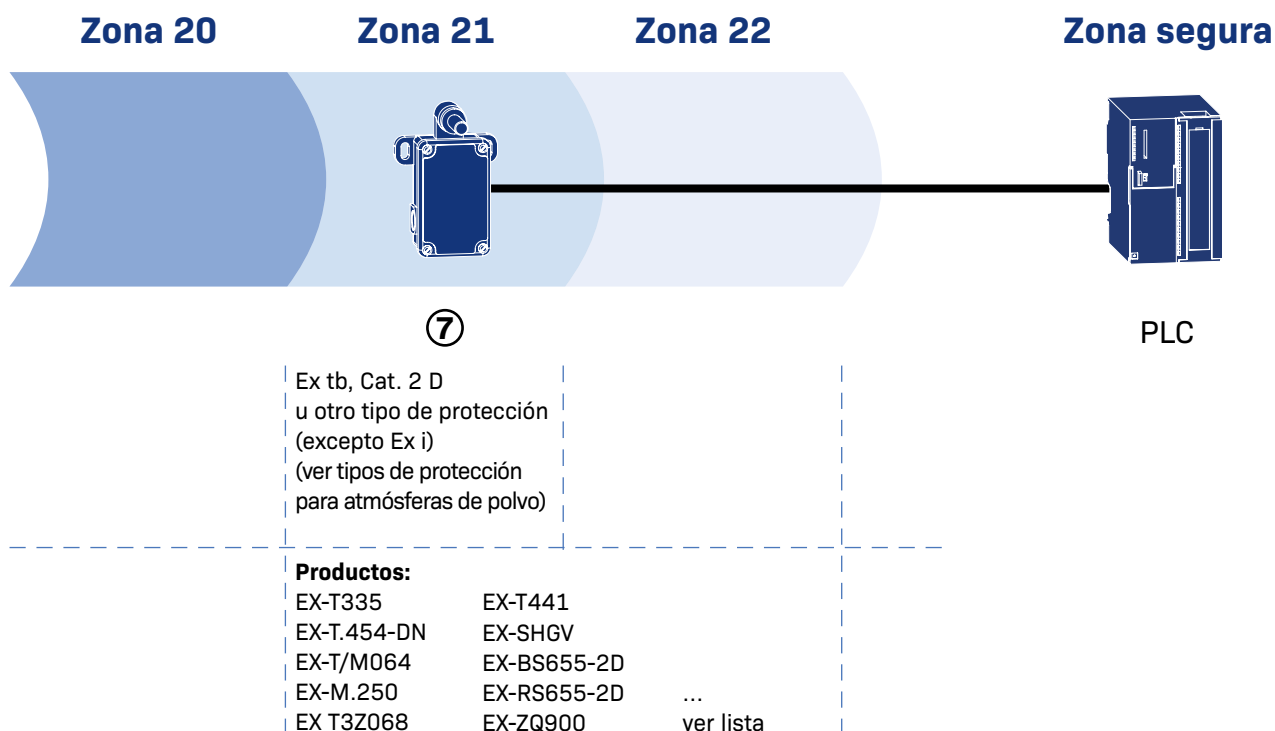 Zona 20 Zona 21 Zona 22 Zona segura
⑦ PLC
Ex tb, Cat. 2 D
u otro tipo de protección
(excepto Ex i)
(ver tipos de protección
para atmósferas de polvo)
Productos:
EX-T335 EX-T441
EX-T.454-DN EX-SHGV
EX-T/M064 EX-BS655-2D
EX-M.250 EX-RS655-2D ...
EX T3Z068 EX-ZQ900 ver lista